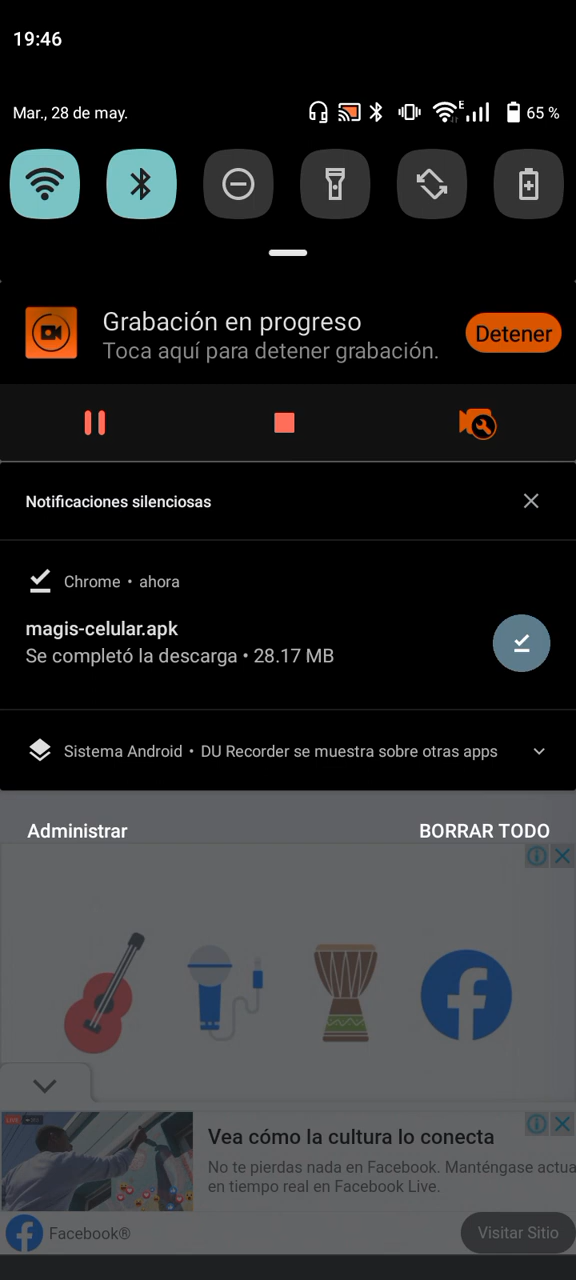 19:46
Mar., 28 de may.
E
65 %
Grabación en progreso
Toca aquí para detener grabación.
Detener
Notificaciones silenciosas
Chrome • ahora
magis-celular.apk
Se completó la descarga • 28.17 MB
Sistema Android • DU Recorder se muestra sobre otras apps
Administrar
BORRAR TODO
LIVE
Vea cómo la cultura lo conecta
No te pierdas nada en Facebook. Manténgase actua
en tiempo real en Facebook Live.
Facebook®
Visitar Sitio